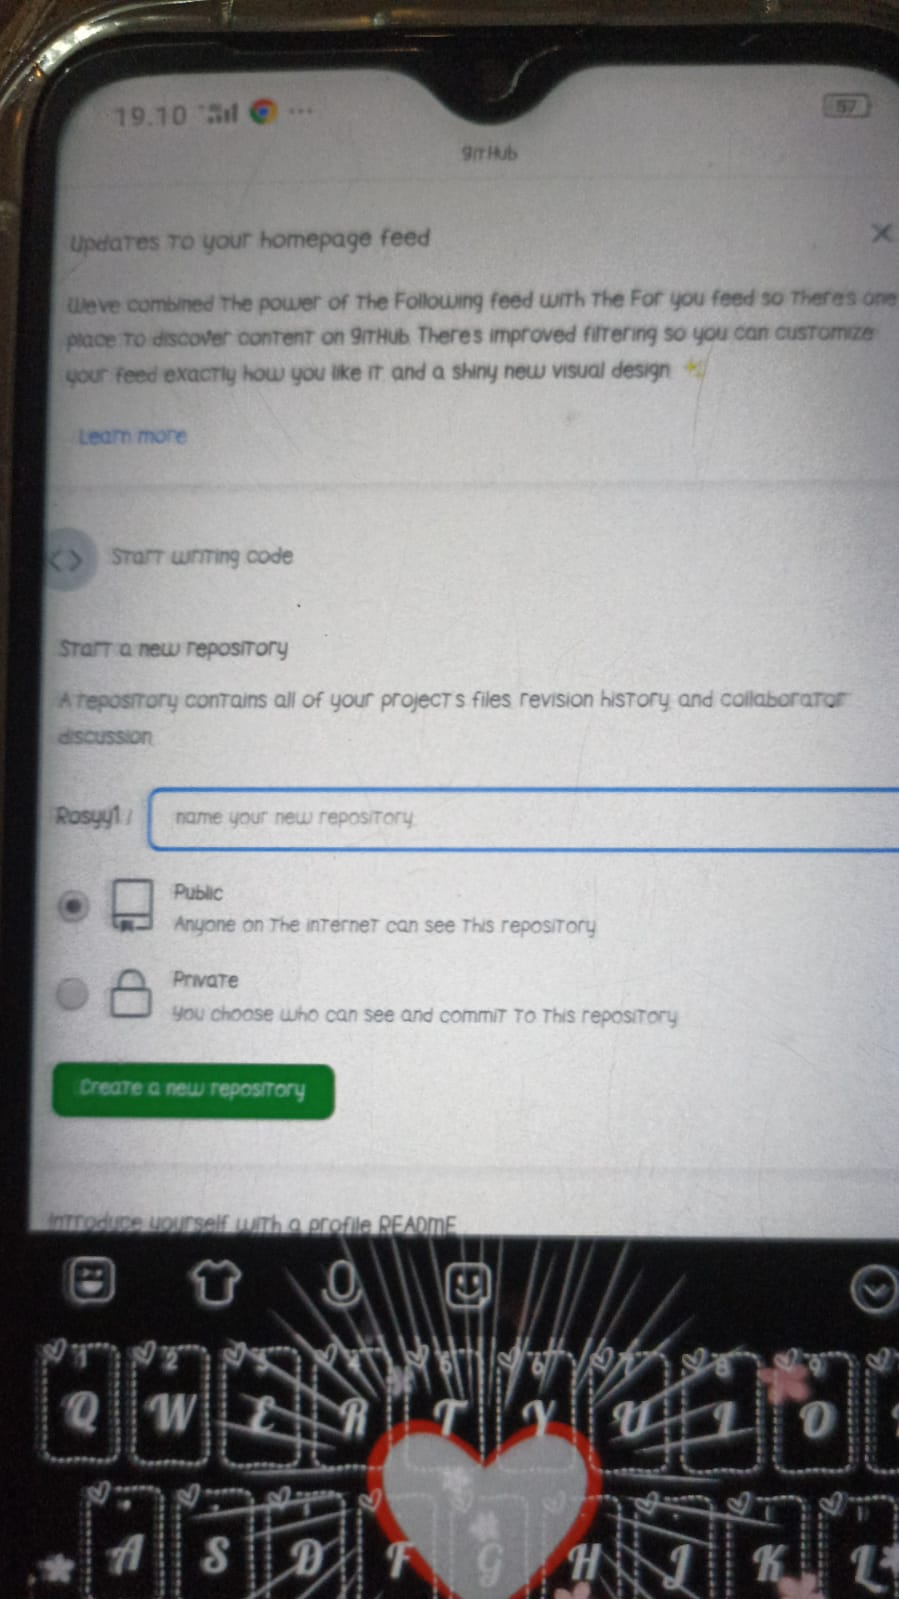 19.10
57
gitHub
Updates to your homepage feed
We've combined the power of the Following feed with the For you feed so there's one
place to discover content on gitHub There's improved filtering so you can customize
your feed exactly how you like it and a shiny new visual design
Learn more
<> Start writing code
Start a new repository
A repository contains all of your project s files revision history and collaborator
discussion
Rosyy1 / name your new repository
Public
Anyone on the internet can see this repository
Private
You choose who can see and commit to this repository
Create a new repository
Introduce yourself with a profile README
1 2 3 4 5 6 7 8 9
Q W E R T Y U I O
A S D F G H J K L